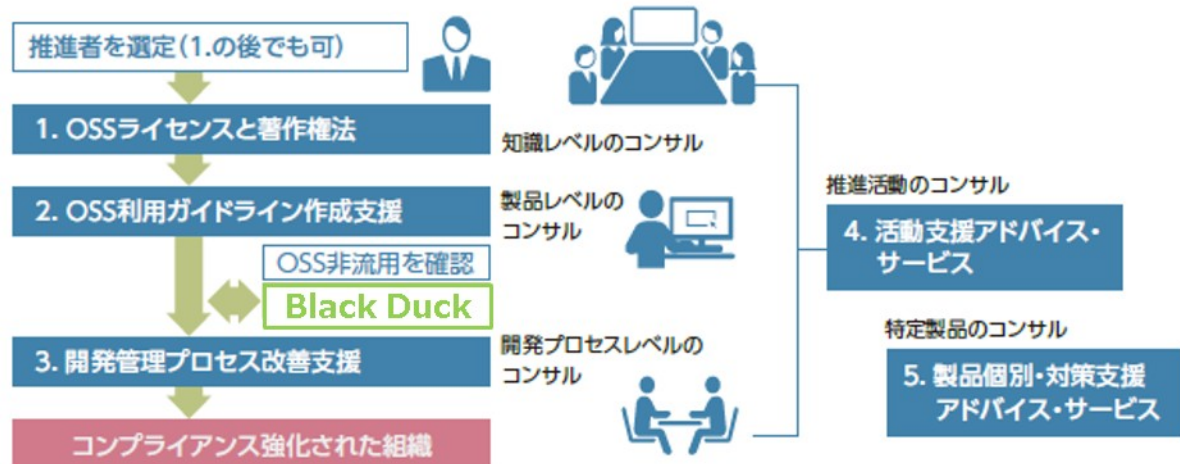 推進者を選定(1.の後でも可)
1. OSSライセンスと著作権法
知識レベルのコンサル
2. OSS利用ガイドライン作成支援
製品レベルの
コンサル
OSS非流用を確認
Black Duck
3. 開発管理プロセス改善支援
開発プロセスレベルの
コンサル
コンプライアンス強化された組織
推進活動のコンサル
4. 活動支援アドバイス・
サービス
特定製品のコンサル
5. 製品個別・対策支援
アドバイス・サービス